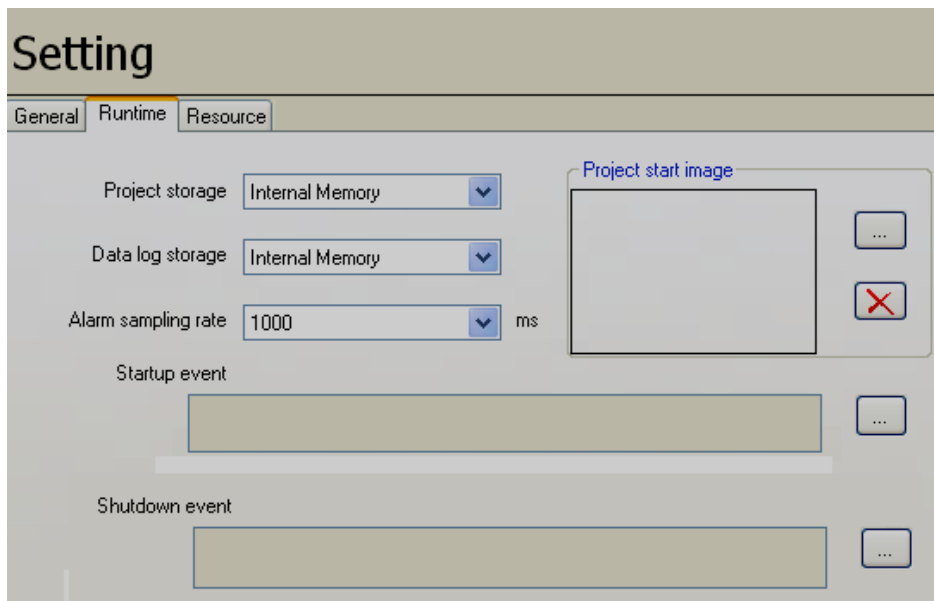 Setting
General Runtime Resource
Project storage Internal Memory
Project start image
...
Data log storage Internal Memory
Alarm sampling rate 1000 ms
Startup event
...
Shutdown event
...